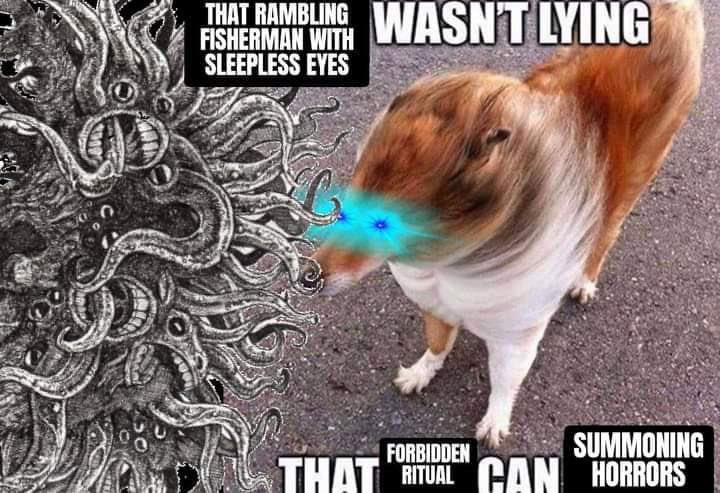 THAT RAMBLING
FISHERMAN WITH
SLEEPLESS EYES
WASN'T LYING
THAT FORBIDDEN RITUAL CAN SUMMONING HORRORS